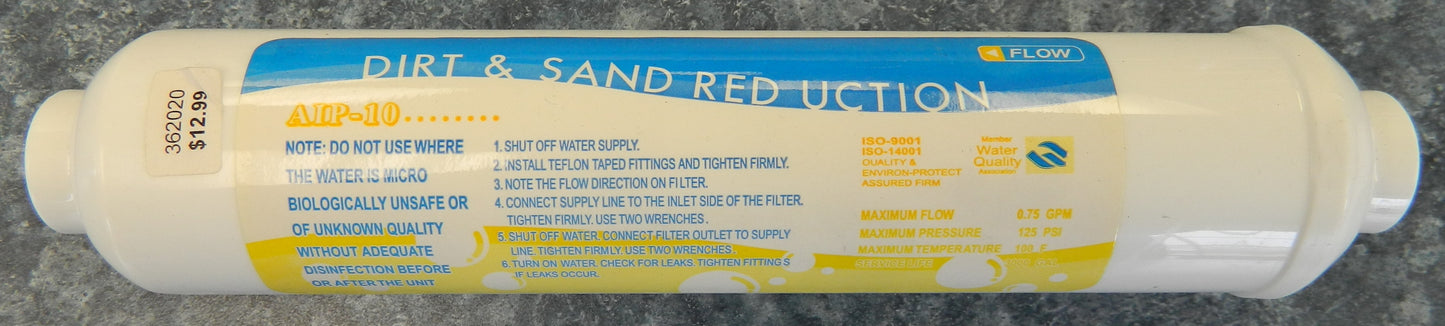 362020
$12.99
FLOW
DIRT & SAND RED UCTION
AIP-10........
NOTE: DO NOT USE WHERE
THE WATER IS MICRO
BIOLOGICALLY UNSAFE OR
OF UNKNOWN QUALITY
WITHOUT ADEQUATE
DISINFECTION BEFORE
OR AFTER THE UNIT
1. SHUT OFF WATER SUPPLY.
2. INSTALL TEFLON TAPED FITTINGS AND TIGHTEN FIRMLY.
3. NOTE THE FLOW DIRECTION ON FILTER.
4. CONNECT SUPPLY LINE TO THE INLET SIDE OF THE FILTER.
TIGHTEN FIRMLY. USE TWO WRENCHES.
5. SHUT OFF WATER. CONNECT FILTER OUTLET TO SUPPLY
LINE. TIGHTEN FIRMLY. USE TWO WRENCHES.
6. TURN ON WATER. CHECK FOR LEAKS. TIGHTEN FITTINGS
IF LEAKS OCCUR.
ISO-9001
ISO-14001
QUALITY &
ENVIRON-PROTECT
ASSURED FIRM
Member
Water
Quality
Association
MAXIMUM FLOW 0.75 GPM
MAXIMUM PRESSURE 125 PSI
MAXIMUM TEMPERATURE 100 F
SERVICE LIFE GAL